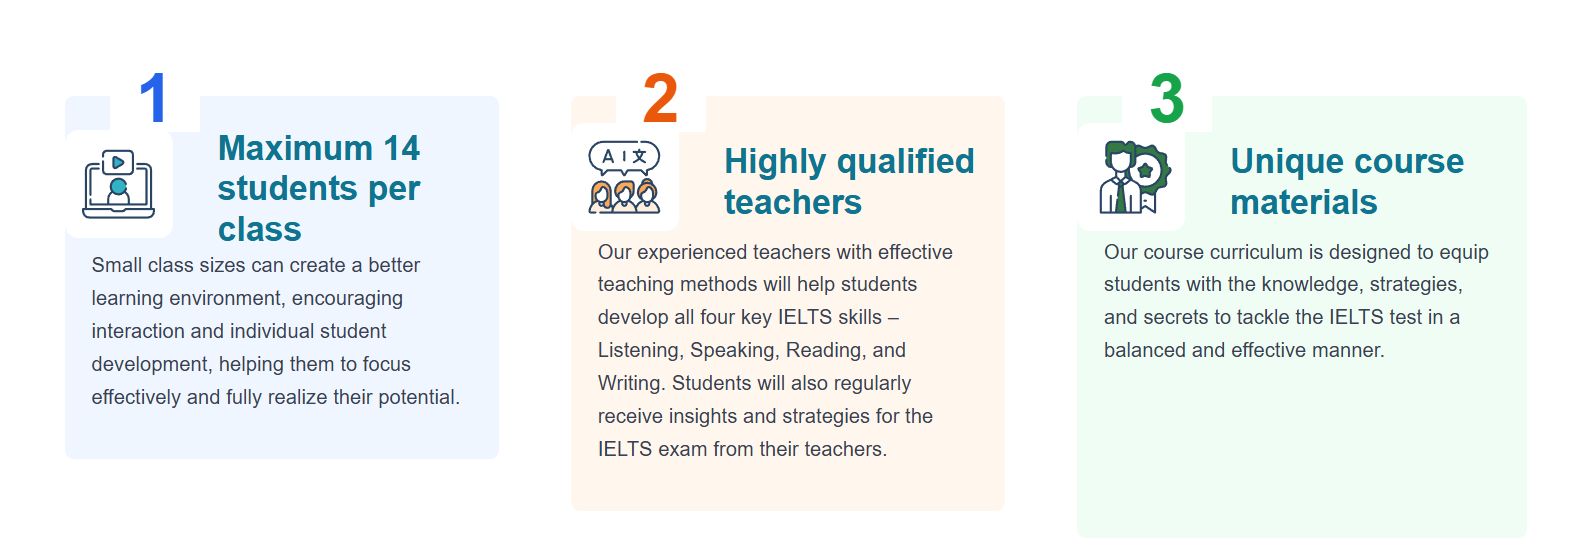 1
Maximum 14
students per
class
Small class sizes can create a better
learning environment, encouraging
interaction and individual student
development, helping them to focus
effectively and fully realize their potential.
2
A I 文
Highly qualified
teachers
Our experienced teachers with effective
teaching methods will help students
develop all four key IELTS skills –
Listening, Speaking, Reading, and
Writing. Students will also regularly
receive insights and strategies for the
IELTS exam from their teachers.
3
Unique course
materials
Our course curriculum is designed to equip
students with the knowledge, strategies,
and secrets to tackle the IELTS test in a
balanced and effective manner.